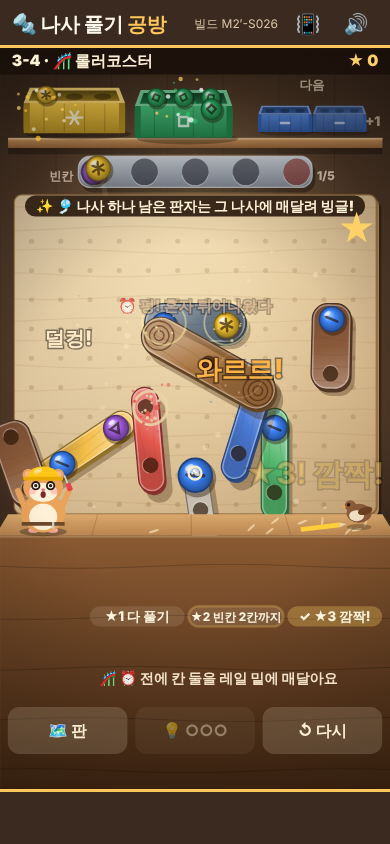 나사 풀기 공방
빌드 M2'-S026
3-4 · 롤러코스터
★ 0
다음
+1
빈칸
1/5
나사 하나 남은 판자는 그 나사에 매달려 빙글!
덜컹!
와르르!
★3! 깜짝!
★1 다 풀기
★2 빈칸 2칸까지
✓ ★3 깜짝!
전에 칸 둘을 레일 밑에 매달아요
판
다시